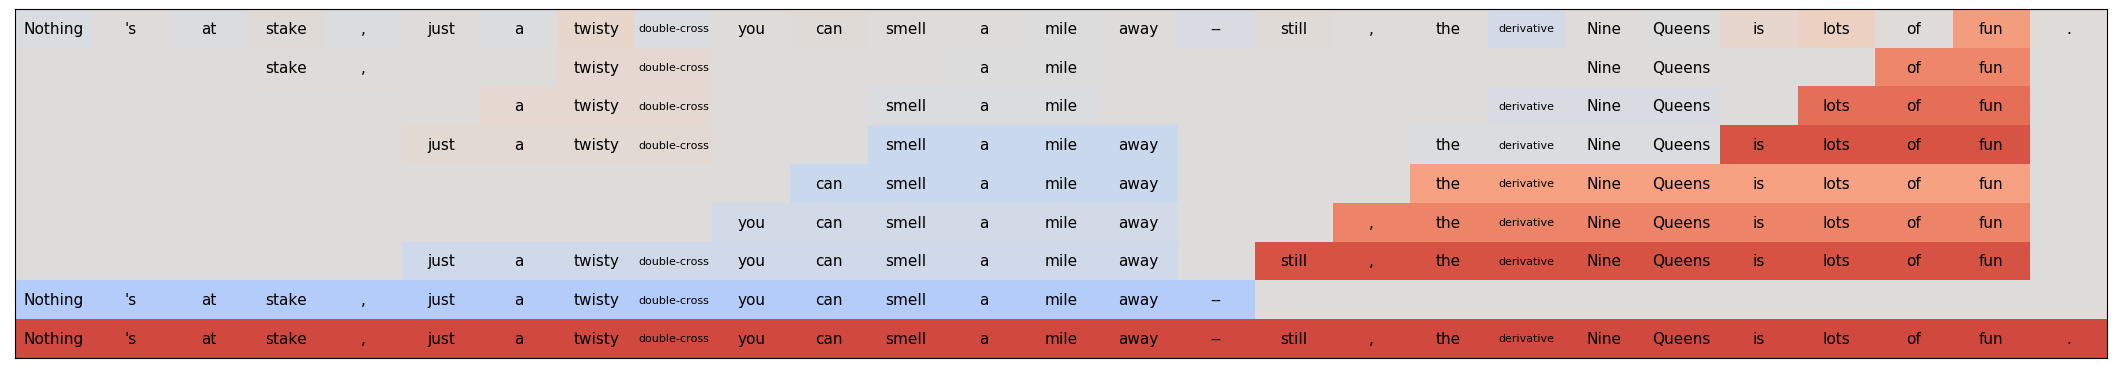 Nothing 's at stake , just a twisty double-cross you can smell a mile away -- still , the derivative Nine Queens is lots of fun .
stake , twisty double-cross a mile Nine Queens of fun
a twisty double-cross smell a mile derivative Nine Queens lots of fun
just a twisty double-cross smell a mile away the derivative Nine Queens is lots of fun
can smell a mile away the derivative Nine Queens is lots of fun
you can smell a mile away , the derivative Nine Queens is lots of fun
just a twisty double-cross you can smell a mile away still , the derivative Nine Queens is lots of fun
Nothing 's at stake , just a twisty double-cross you can smell a mile away --
Nothing 's at stake , just a twisty double-cross you can smell a mile away -- still , the derivative Nine Queens is lots of fun .